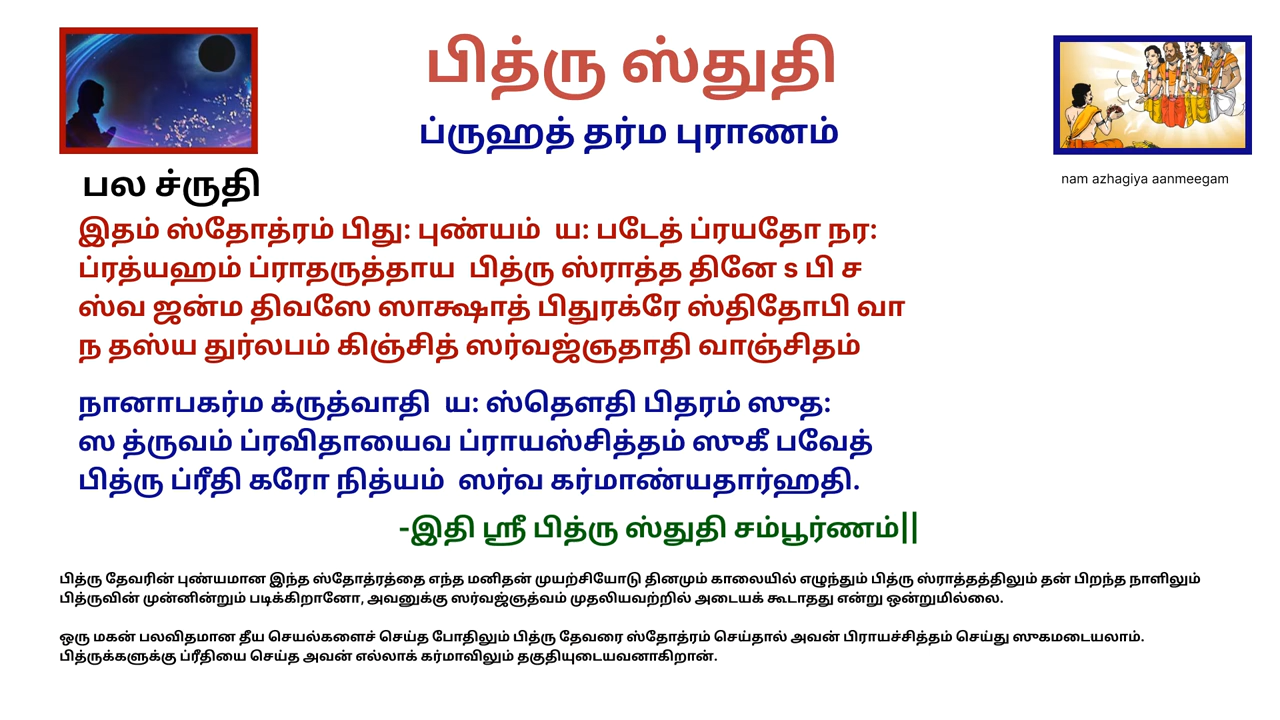 பித்ரு ஸ்துதி
ப்ருஹத் தர்ம புராணம்
nam azhagiya aanmeegam
பல ச்ருதி
இதம் ஸ்தோத்ரம் பிது: புண்யம் ய: படேத் ப்ரயதோ நர:
ப்ரத்யஹம் ப்ராதருத்தாய பித்ரு ஸ்ராத்த தினே s பி ச
ஸ்வ ஜன்ம திவஸே ஸாக்ஷாத் பிதுரக்ரே ஸ்திதோபி வா
ந தஸ்ய துர்லபம் கிஞ்சித் ஸர்வஜ்ஞதாதி வாஞ்சிதம்
நானாபகர்ம க்ருத்வாதி ய: ஸ்தௌதி பிதரம் ஸுத:
ஸ த்ருவம் ப்ரவிதாயைவ ப்ராயஸ்சித்தம் ஸுகீ பவேத்
பித்ரு ப்ரீதி கரோ நித்யம் ஸர்வ கர்மாண்யதார்ஹதி.
-இதி ஸ்ரீ பித்ரு ஸ்துதி சம்பூர்ணம்||
பித்ரு தேவரின் புண்யமான இந்த ஸ்தோத்ரத்தை எந்த மனிதன் முயற்சியோடு தினமும் காலையில் எழுந்தும் பித்ரு ஸ்ராத்தத்திலும் தன் பிறந்த நாளிலும்
பித்ருவின் முன்னின்றும் படிக்கிறானோ, அவனுக்கு ஸர்வஜ்ஞத்வம் முதலியவற்றில் அடையக் கூடாதது என்று ஒன்றுமில்லை.
ஒரு மகன் பலவிதமான தீய செயல்களைச் செய்த போதிலும் பித்ரு தேவரை ஸ்தோத்ரம் செய்தால் அவன் பிராயச்சித்தம் செய்து ஸுகமடையலாம்.
பித்ருக்களுக்கு ப்ரீதியை செய்த அவன் எல்லாக் கர்மாவிலும் தகுதியுடையவனாகிறான்.